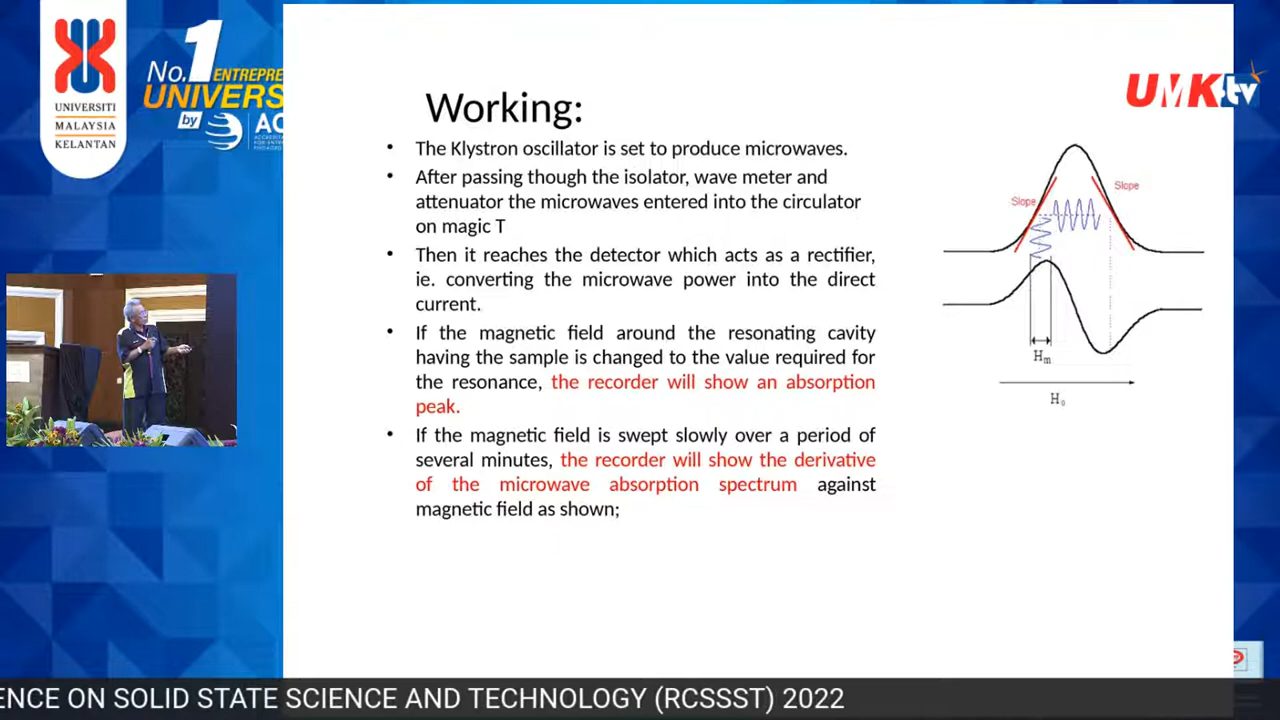 UNIVERSITI
MALAYSIA
KELANTAN
No.1
ENTREPRE
UNIVERS
by
UMK tv
Working:
• The Klystron oscillator is set to produce microwaves.
• After passing though the isolator, wave meter and
attenuator the microwaves entered into the circulator
on magic T
• Then it reaches the detector which acts as a rectifier,
ie. converting the microwave power into the direct
current.
• If the magnetic field around the resonating cavity
having the sample is changed to the value required for
the resonance, the recorder will show an absorption
peak.
• If the magnetic field is swept slowly over a period of
several minutes, the recorder will show the derivative
of the microwave absorption spectrum against
magnetic field as shown;
Slope
Slope
Hm
H₀
ENCE ON SOLID STATE SCIENCE AND TECHNOLOGY (RCSSST) 2022